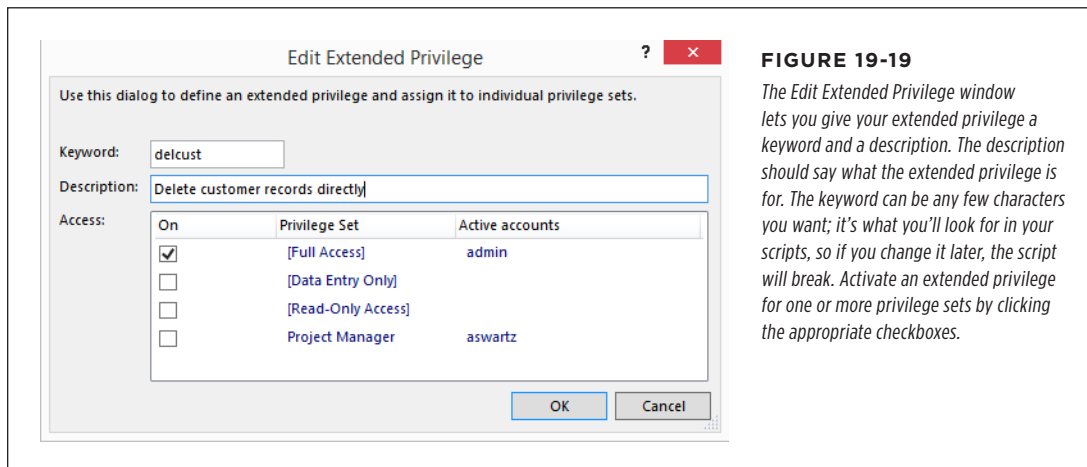 Edit Extended Privilege
?
Use this dialog to define an extended privilege and assign it to individual privilege sets.
Keyword: delcust
Description: Delete customer records directly
Access:
On Privilege Set Active accounts
[Full Access] admin
[Data Entry Only]
[Read-Only Access]
Project Manager aswartz
OK Cancel
FIGURE 19-19
The Edit Extended Privilege window
lets you give your extended privilege a
keyword and a description. The description
should say what the extended privilege is
for. The keyword can be any few characters
you want; it’s what you’ll look for in your
scripts, so if you change it later, the script
will break. Activate an extended privilege
for one or more privilege sets by clicking
the appropriate checkboxes.